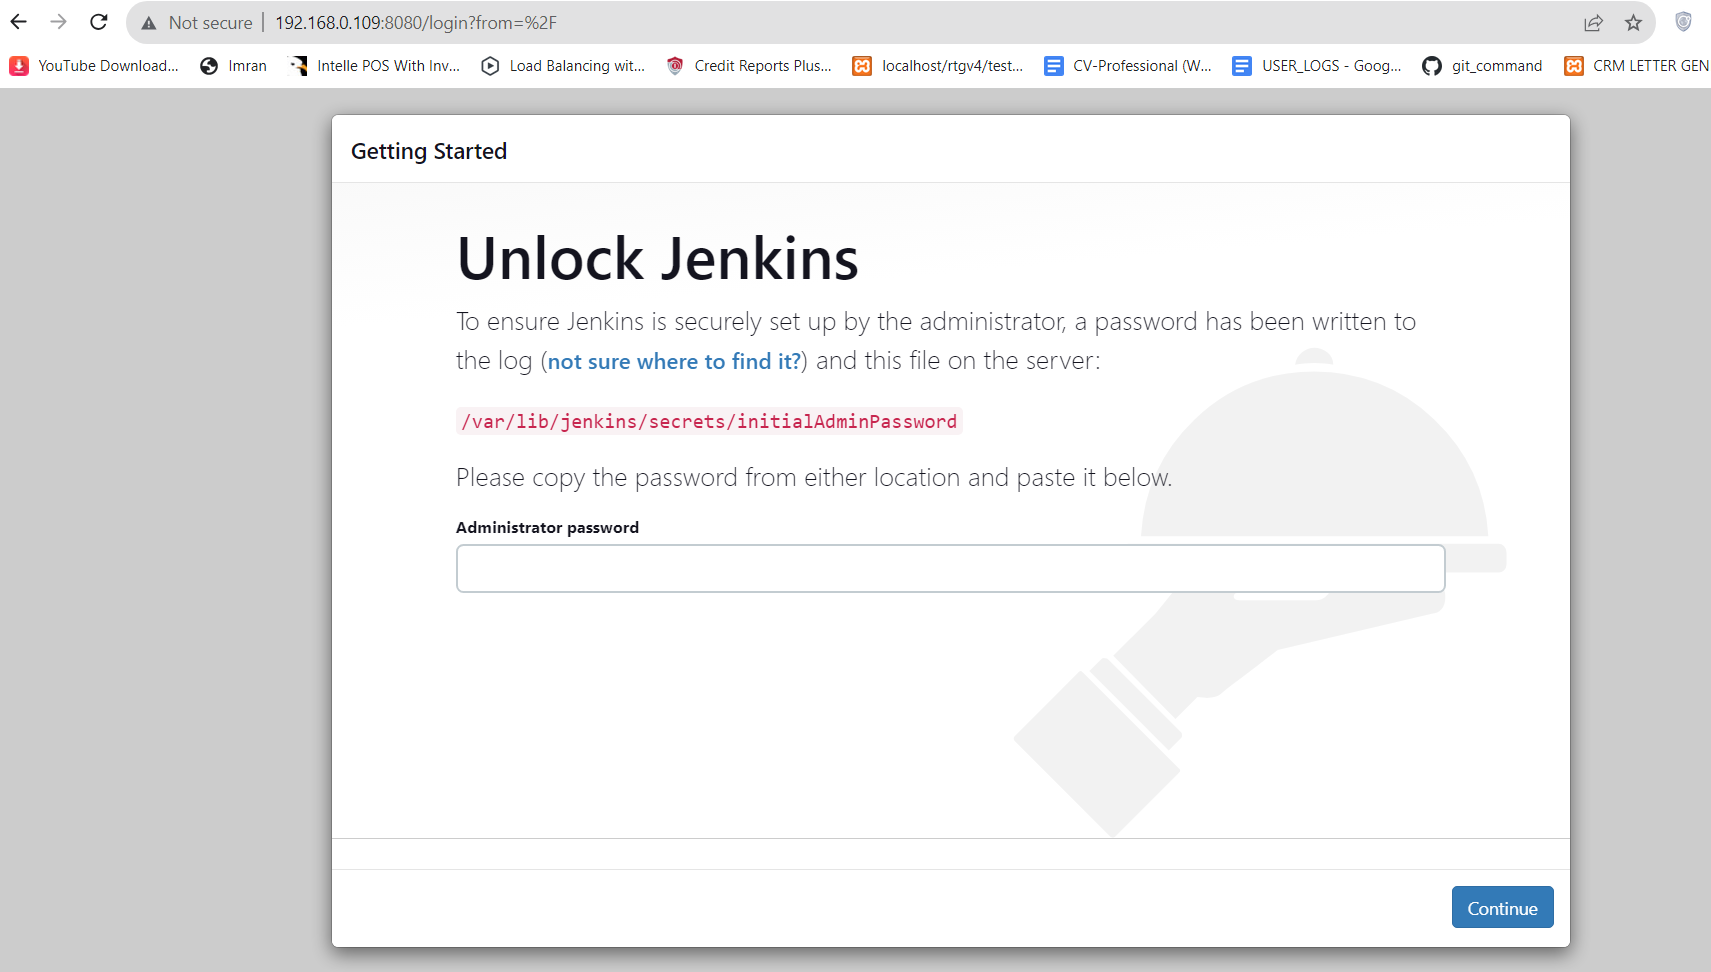 Not secure | 192.168.0.109:8080/login?from=%2F
YouTube Download... Imran Intelle POS With Inv... Load Balancing wit... Credit Reports Plus... localhost/rtgv4/test... CV-Professional (W... USER_LOGS - Goog... git_command CRM LETTER GEN
Getting Started
Unlock Jenkins
To ensure Jenkins is securely set up by the administrator, a password has been written to
the log (not sure where to find it?) and this file on the server:
/var/lib/jenkins/secrets/initialAdminPassword
Please copy the password from either location and paste it below.
Administrator password
Continue